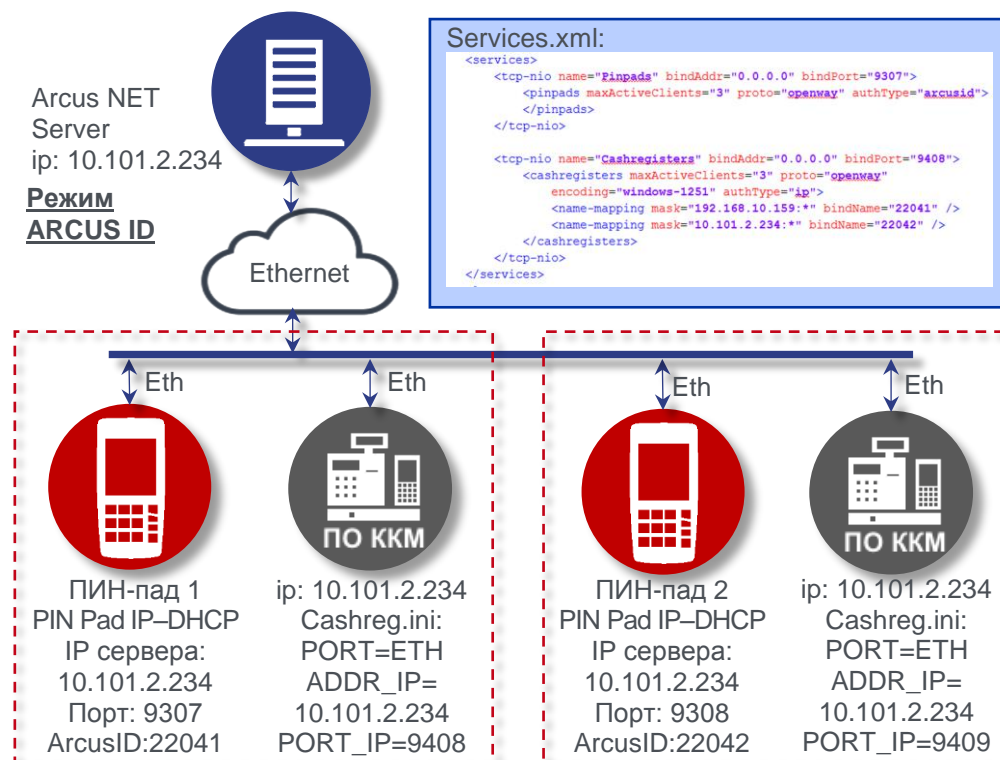 Arcus NET
Server
ip: 10.101.2.234
Режим
ARCUS ID
Ethernet
Services.xml:
<services>
<tcp-nio name="Pinpads" bindAddr="0.0.0.0" bindPort="9307">
<pinpads maxActiveClients="3" proto="openway" authType="arcusid">
</pinpads>
</tcp-nio>
<tcp-nio name="Cashregisters" bindAddr="0.0.0.0" bindPort="9408">
<cashregisters maxActiveClients="3" proto="openway"
encoding="windows-1251" authType="ip">
<name-mapping mask="192.168.10.159:*" bindName="22041" />
<name-mapping mask="10.101.2.234:*" bindName="22042" />
</cashregisters>
</tcp-nio>
</services>
Eth
Eth
Eth
Eth
ПИН-пад 1
PIN Pad IP–DHCP
IP сервера:
10.101.2.234
Порт: 9307
ArcusID:22041
ПО ККМ
ip: 10.101.2.234
Cashreg.ini:
PORT=ETH
ADDR_IP=
10.101.2.234
PORT_IP=9408
ПИН-пад 2
PIN Pad IP–DHCP
IP сервера:
10.101.2.234
Порт: 9308
ArcusID:22042
ПО ККМ
ip: 10.101.2.234
Cashreg.ini:
PORT=ETH
ADDR_IP=
10.101.2.234
PORT_IP=9409